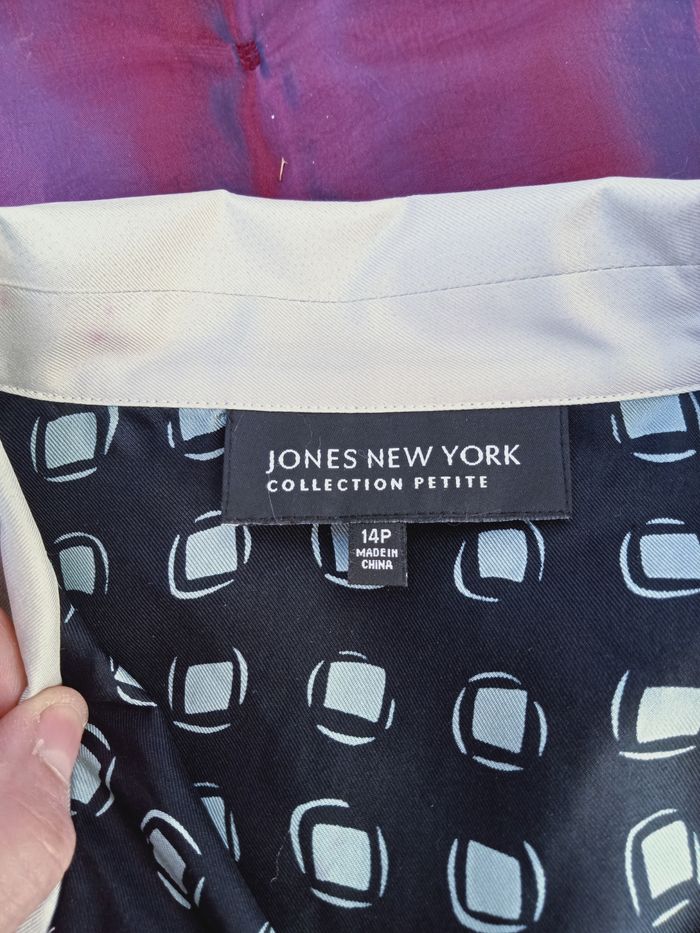 JONES NEW YORK
COLLECTION PETITE
14P
MADE IN
CHINA